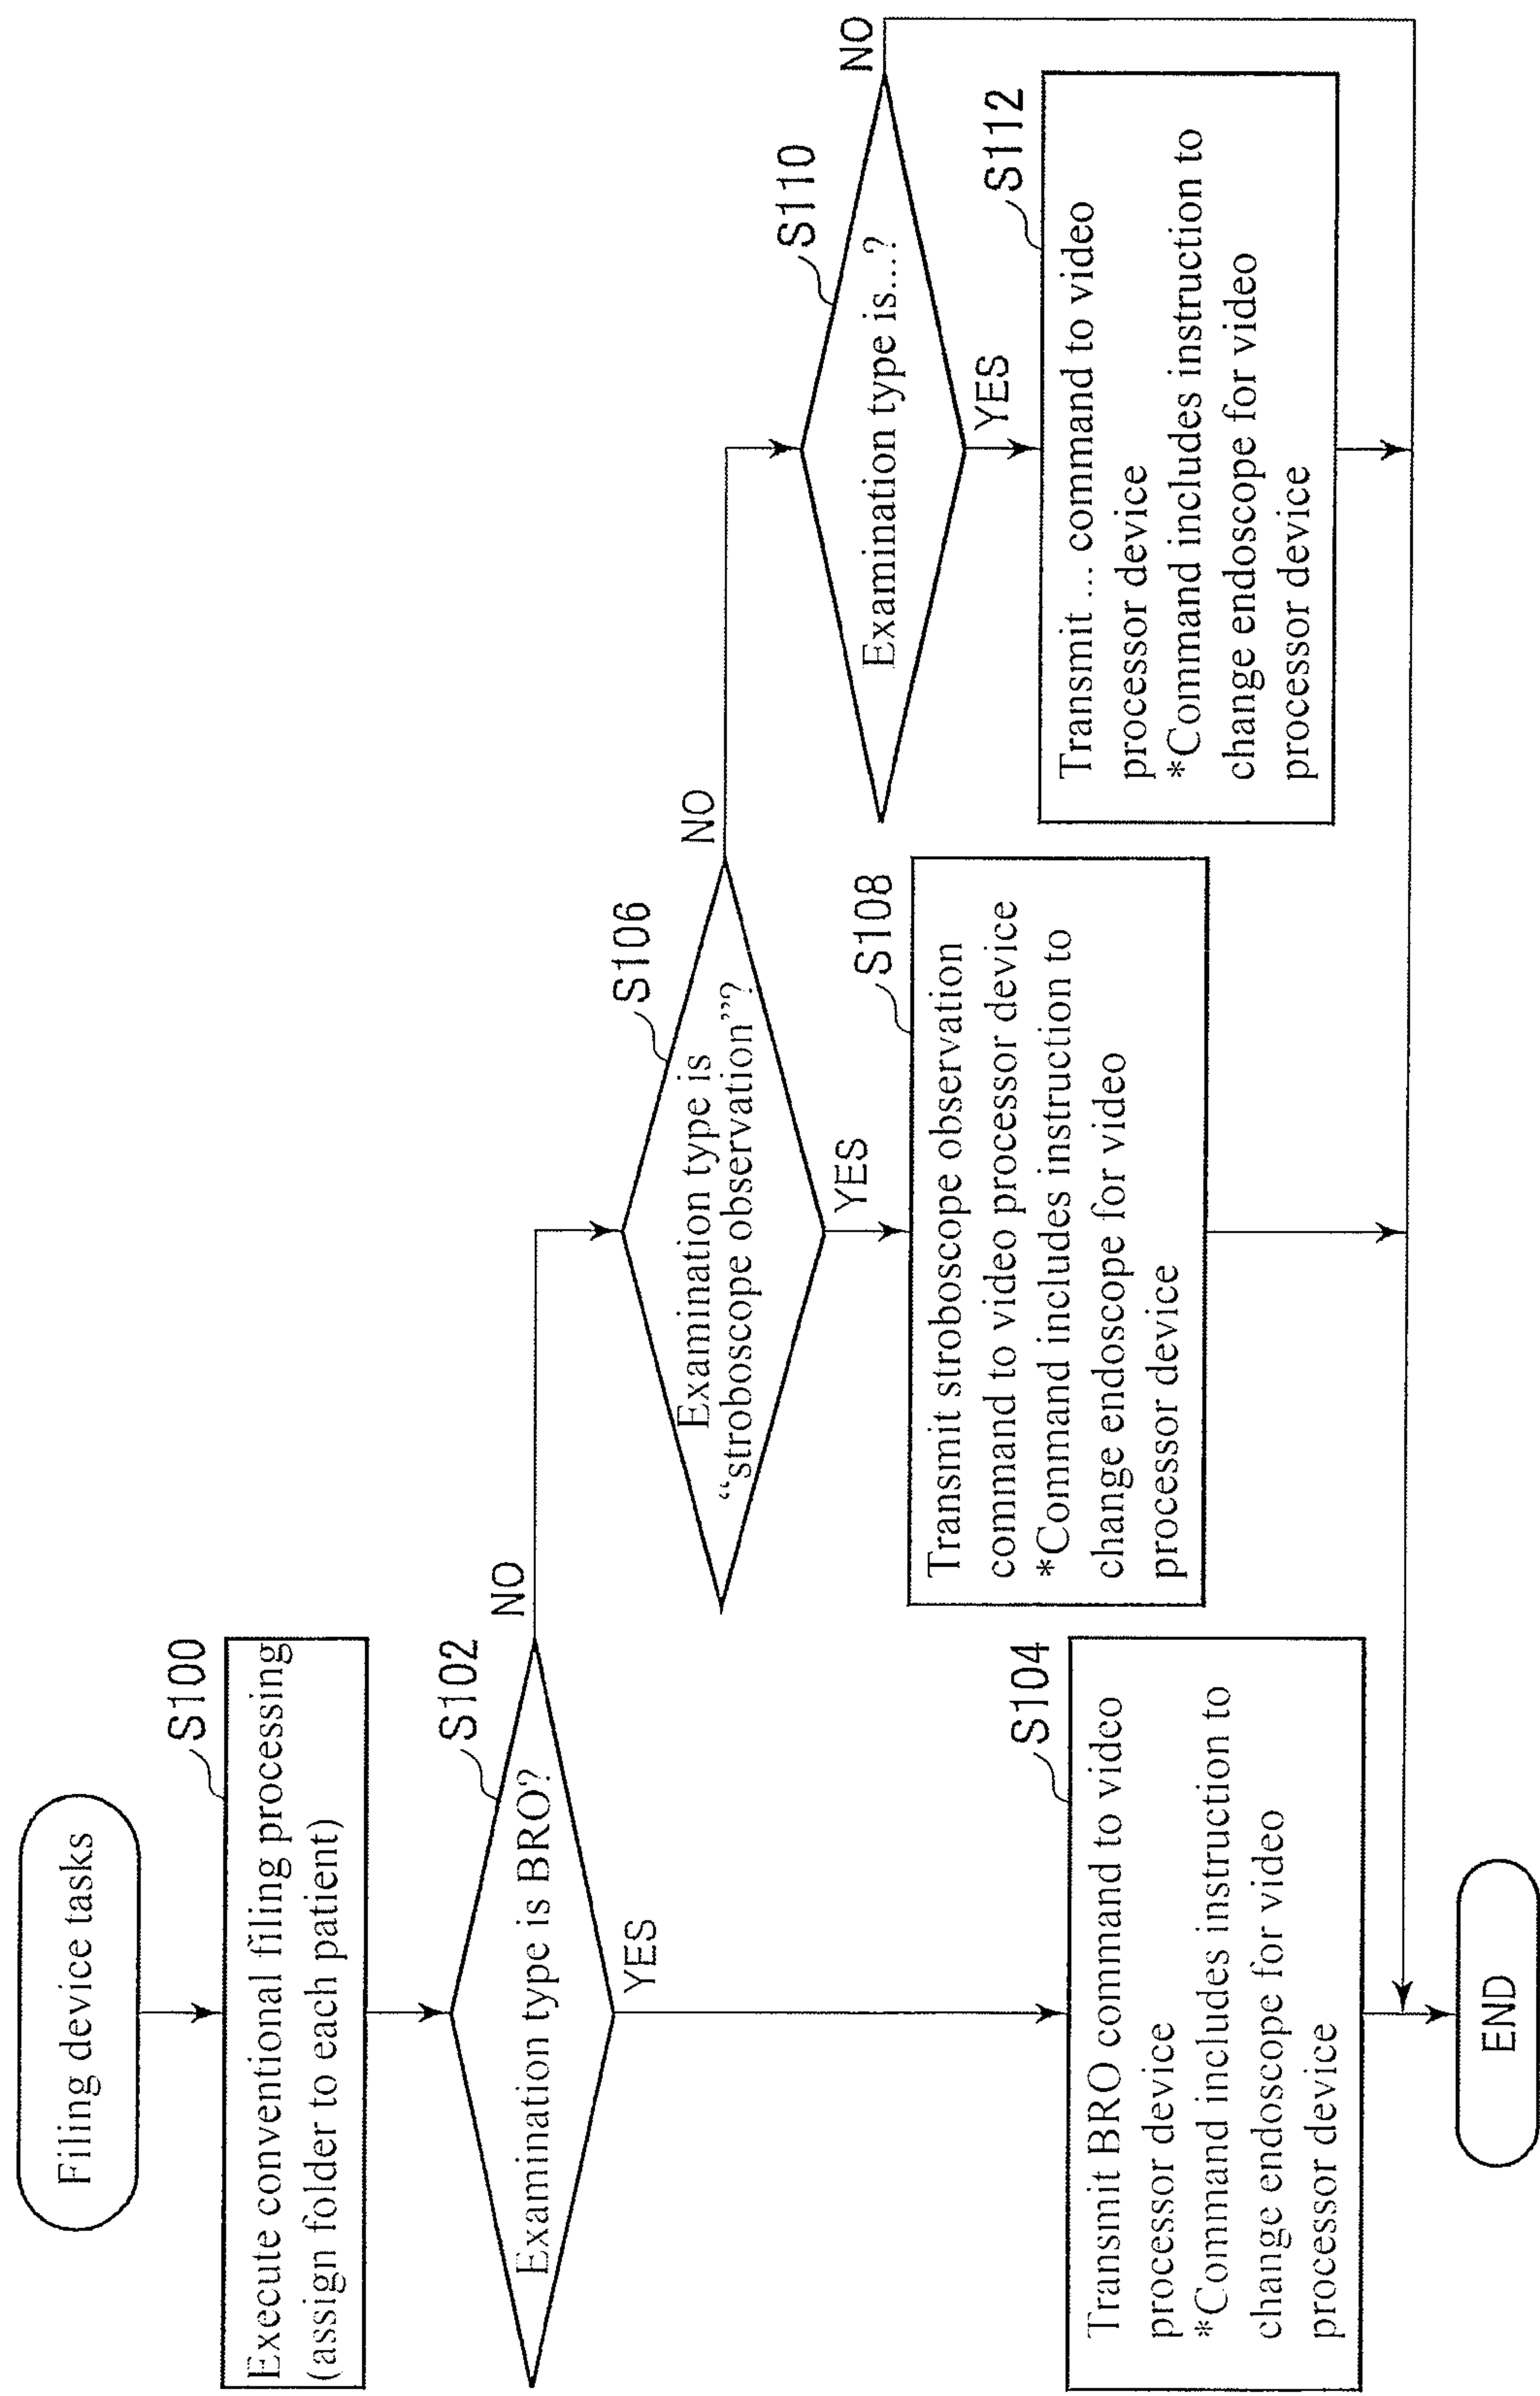 Filing device tasks
S100
Execute conventional filing processing
(assign folder to each patient)
S102
Examination type is BRO?
NO
YES
S104
Transmit BRO command to video
processor device
*Command includes instruction to
change endoscope for video
processor device
S106
Examination type is
“stroboscope observation”?
NO
YES
S108
Transmit stroboscope observation
command to video processor device
*Command includes instruction to
change endoscope for video
processor device
S110
Examination type is...?
NO
YES
S112
Transmit ... command to video
processor device
*Command includes instruction to
change endoscope for video
processor device
END